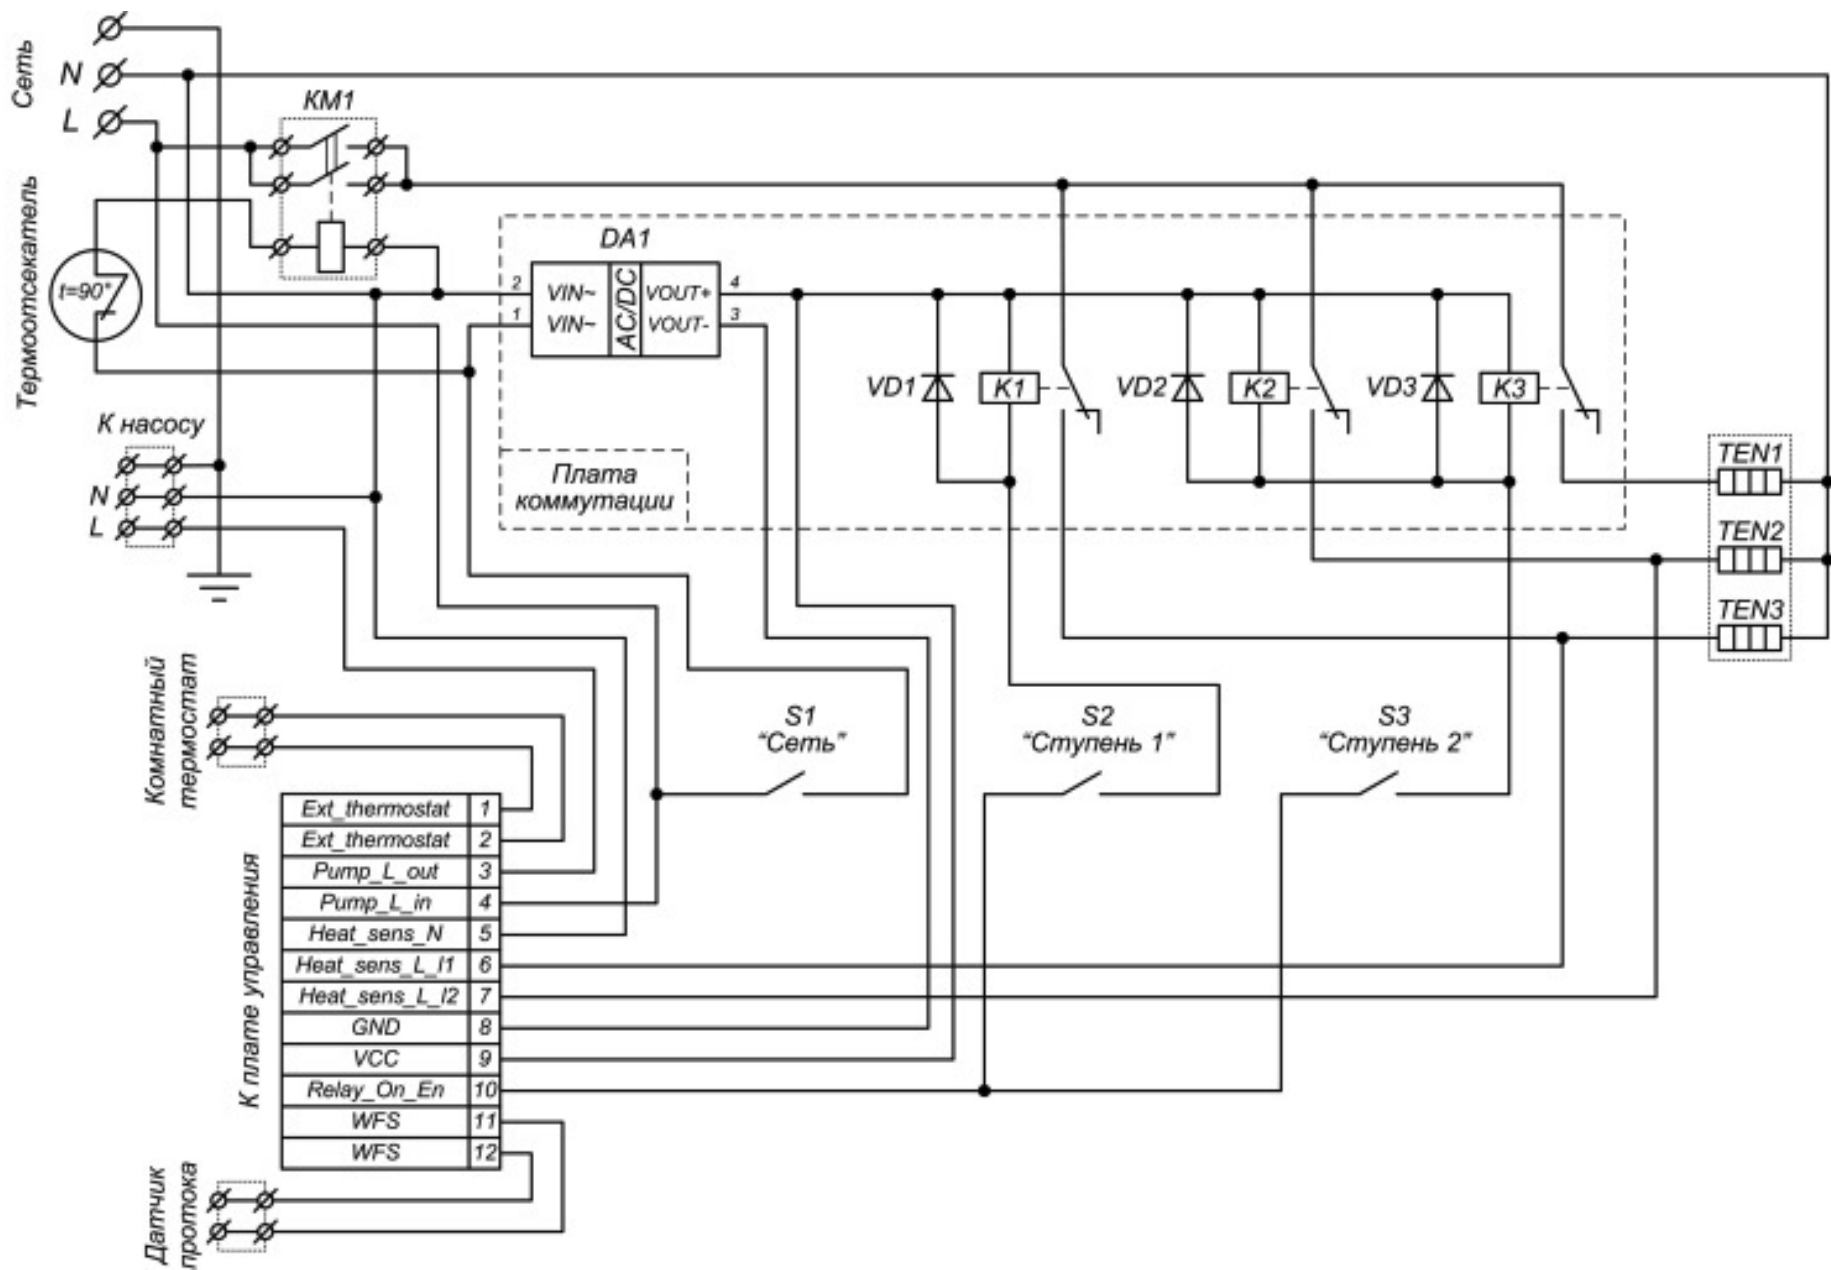 Сеть
N
L
KM1
Термоотсекатель
t=90°
DA1
2
VIN~
1
VIN~
AC/DC
VOUT+
4
VOUT-
3
VD1
K1
VD2
K2
VD3
K3
Плата
коммутации
К насосу
N
L
TEN1
TEN2
TEN3
Комнатный
термостат
S1
“Сеть”
S2
“Ступень 1”
S3
“Ступень 2”
К плате управления
Ext_thermostat 1
Ext_thermostat 2
Pump_L_out 3
Pump_L_in 4
Heat_sens_N 5
Heat_sens_L_l1 6
Heat_sens_L_l2 7
GND 8
VCC 9
Relay_On_En 10
WFS 11
WFS 12
Датчик
протока